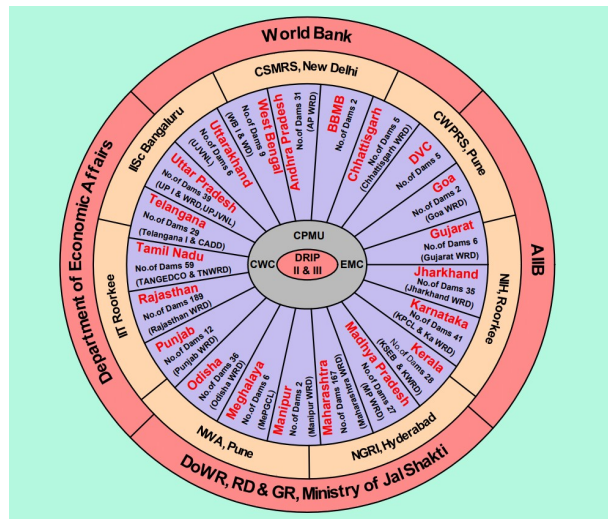 World Bank
AIIB
DoWR, RD & GR, Ministry of Jal Shakti
Department of Economic Affairs
CSMRS, New Delhi
CWPRS, Pune
NIH, Roorkee
NGRI, Hyderabad
NWA, Pune
IIT Roorkee
IISc Bangaluru
Andhra Pradesh
No.of Dams 31
(AP WRD)
BBMB
No.of Dams 2
Chhattisgarh
No.of Dams 5
(Chhattisgarh WRD)
DVC
No.of Dams 5
Goa
No.of Dams 2
(Goa WRD)
Gujarat
No.of Dams 6
(Gujarat WRD)
Jharkhand
No.of Dams 35
(Jharkhand WRD)
Karnataka
No.of Dams 41
(KPCL & Ka WRD)
Kerala
No.of Dams 28
(KSEB & KWRD)
Madhya Pradesh
No.of Dams 27
(MP WRD)
Maharashtra
No.of Dams 167
(Maharashtra WRD)
Manipur
No.of Dams 2
(Manipur WRD)
Meghalaya
No.of Dams 6
(MePGCL)
Odisha
No.of Dams 36
(Odisha WRD)
Punjab
No.of Dams 12
(Punjab WRD)
Rajasthan
No.of Dams 189
(Rajasthan WRD)
Tamil Nadu
No.of Dams 59
(TANGEDCO & TNWRD)
Telangana
No.of Dams 29
(Telangana I & CADD)
Uttar Pradesh
No.of Dams 39
(UP I & WRD,UPJVNL)
Uttarakhand
No.of Dams 6
(UJVNL)
West Bengal
No.of Dams 9
(WB I & WD)
CPMU
CWC
EMC
DRIP
II & III